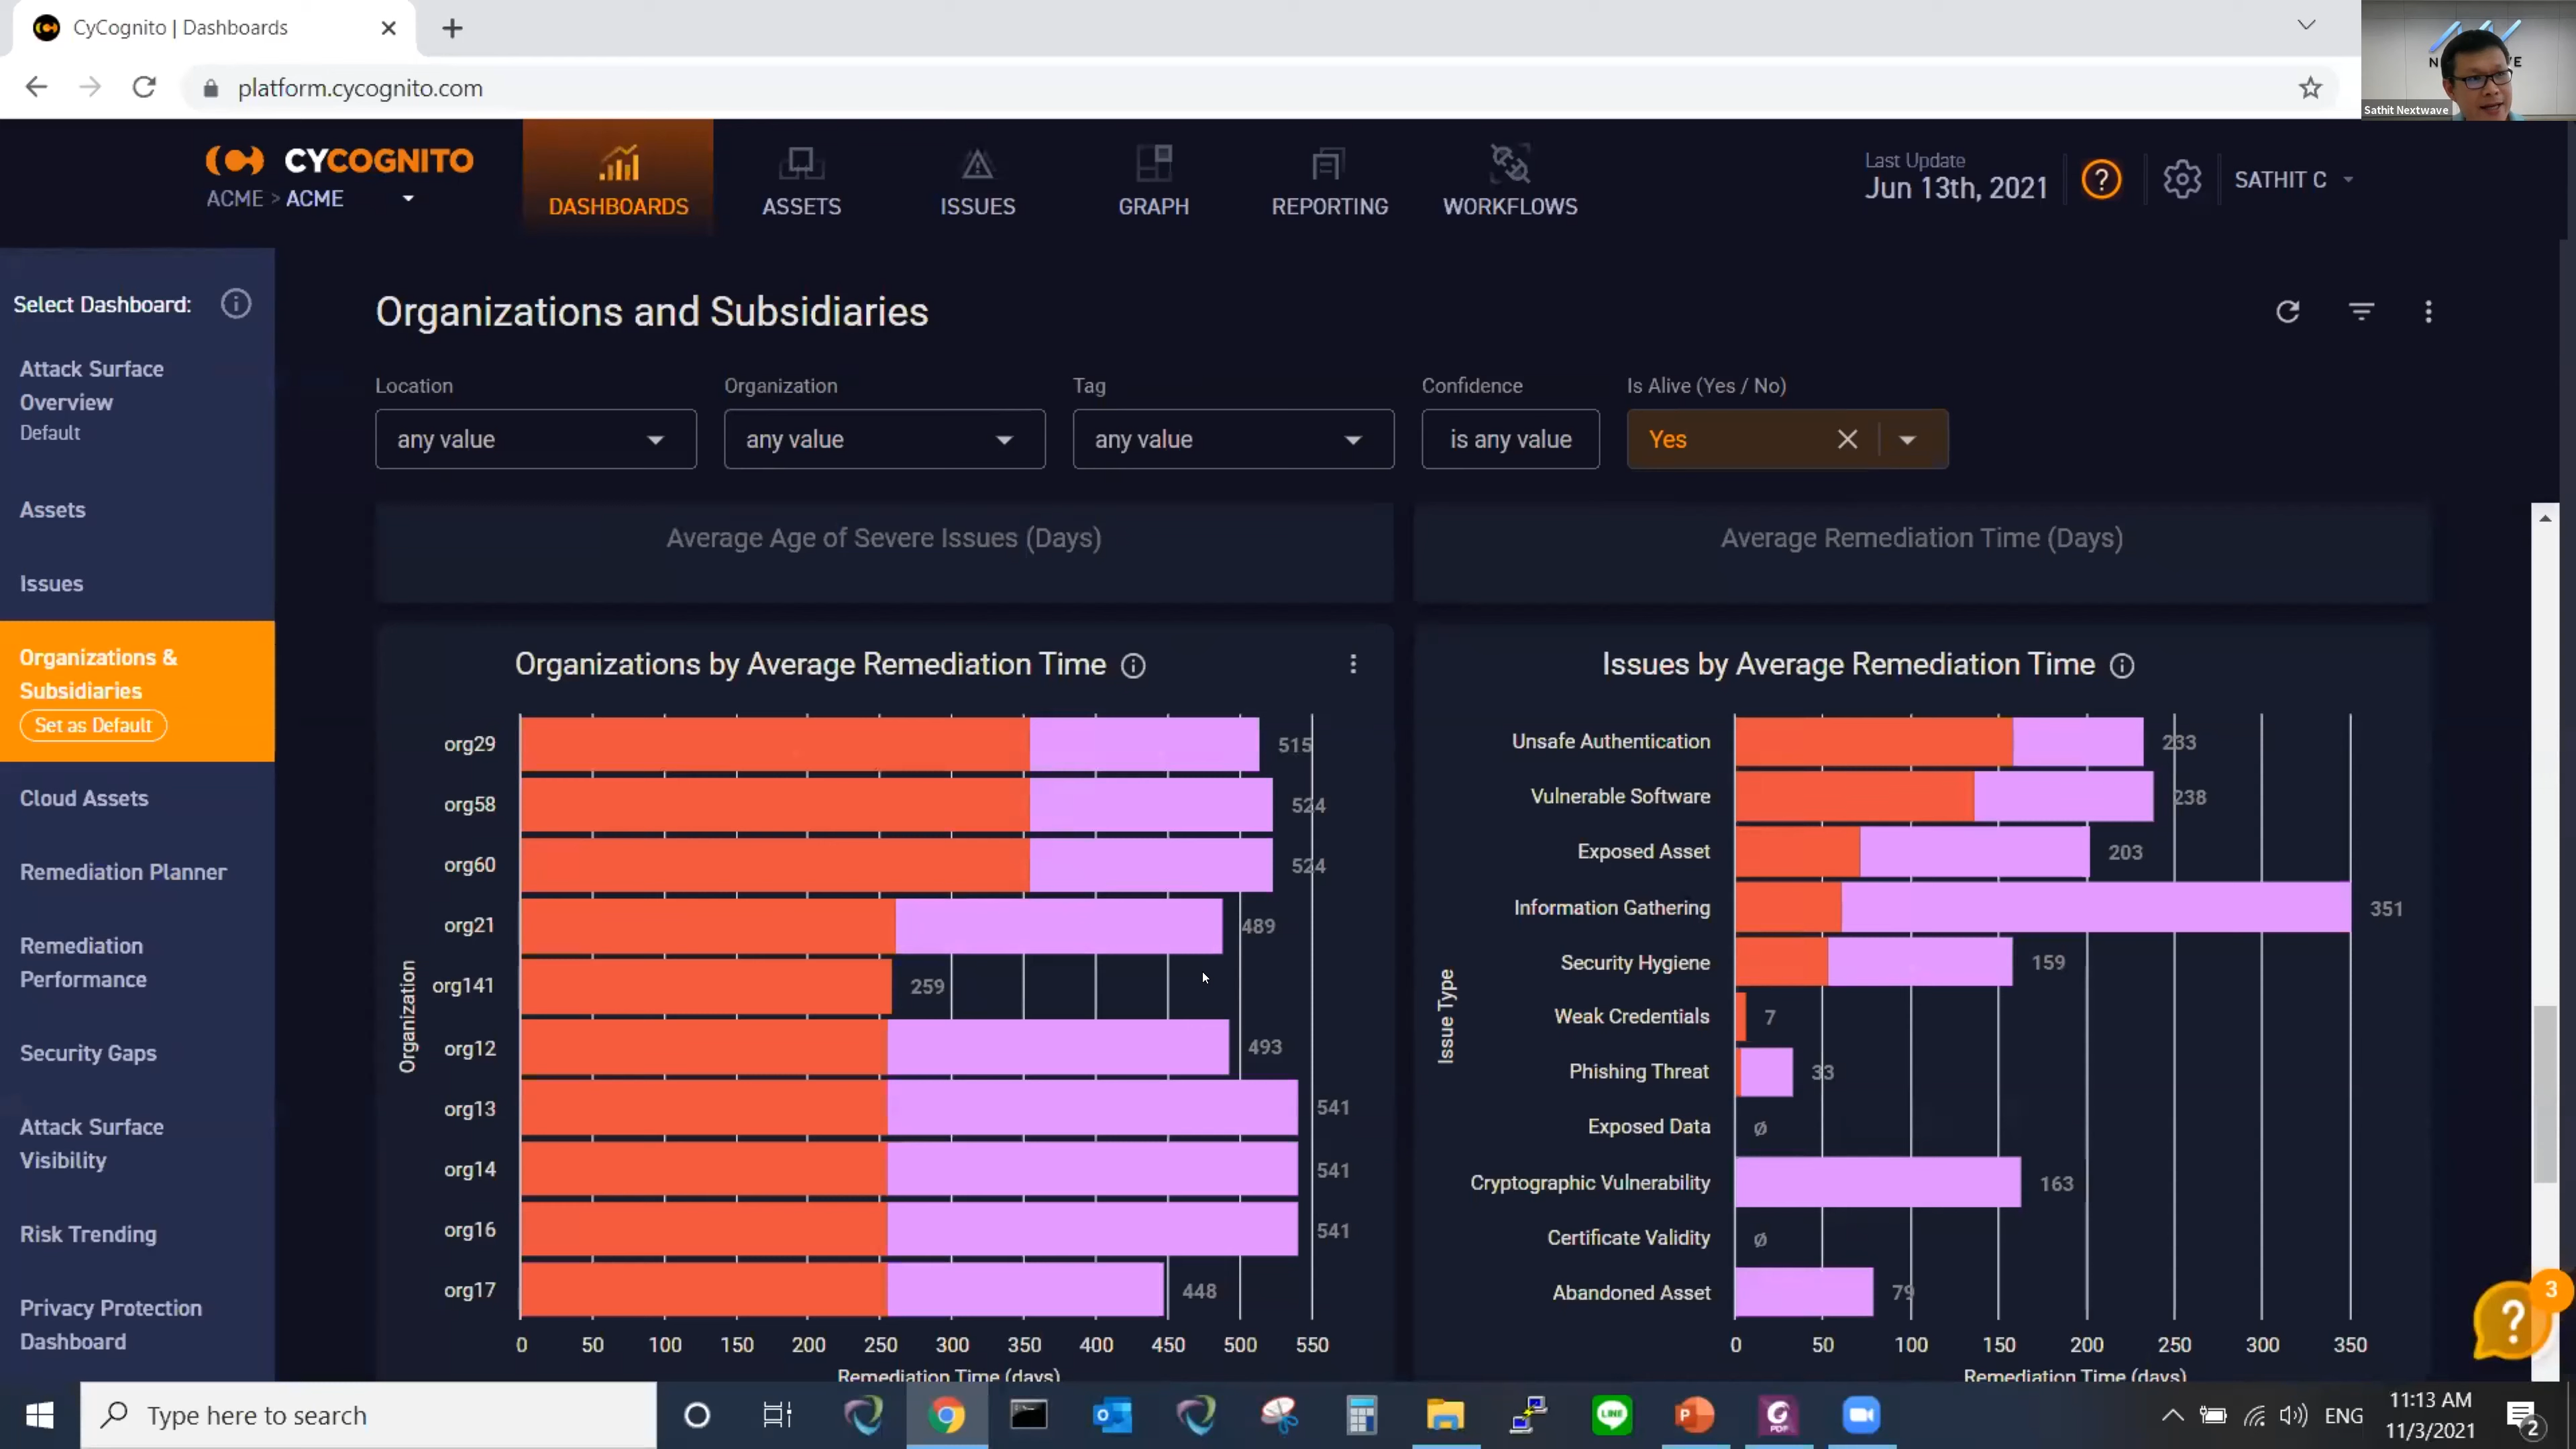 CyCognito | Dashboards
platform.cycognito.com
Sathit Nextwave
CYCOGNITO
ACME > ACME
DASHBOARDS
ASSETS
ISSUES
GRAPH
REPORTING
WORKFLOWS
Last Update
Jun 13th, 2021
SATHIT C
Select Dashboard:
Attack Surface
Overview
Default
Assets
Issues
Organizations &
Subsidiaries
Set as Default
Cloud Assets
Remediation Planner
Remediation
Performance
Security Gaps
Attack Surface
Visibility
Risk Trending
Privacy Protection
Dashboard
Organizations and Subsidiaries
Location
any value
Organization
any value
Tag
any value
Confidence
is any value
Is Alive (Yes / No)
Yes
Average Age of Severe Issues (Days)
Average Remediation Time (Days)
Organizations by Average Remediation Time
Organization
org29 515
org58 524
org60 524
org21 489
org141 259
org12 493
org13 541
org14 541
org16 541
org17 448
0 50 100 150 200 250 300 350 400 450 500 550
Remediation Time (days)
Issues by Average Remediation Time
Issue Type
Unsafe Authentication 233
Vulnerable Software 238
Exposed Asset 203
Information Gathering 351
Security Hygiene 159
Weak Credentials 7
Phishing Threat 33
Exposed Data ø
Cryptographic Vulnerability 163
Certificate Validity ø
Abandoned Asset 79
0 50 100 150 200 250 300 350
Remediation Time (days)
3
Type here to search
LINE
ENG
11:13 AM
11/3/2021
2